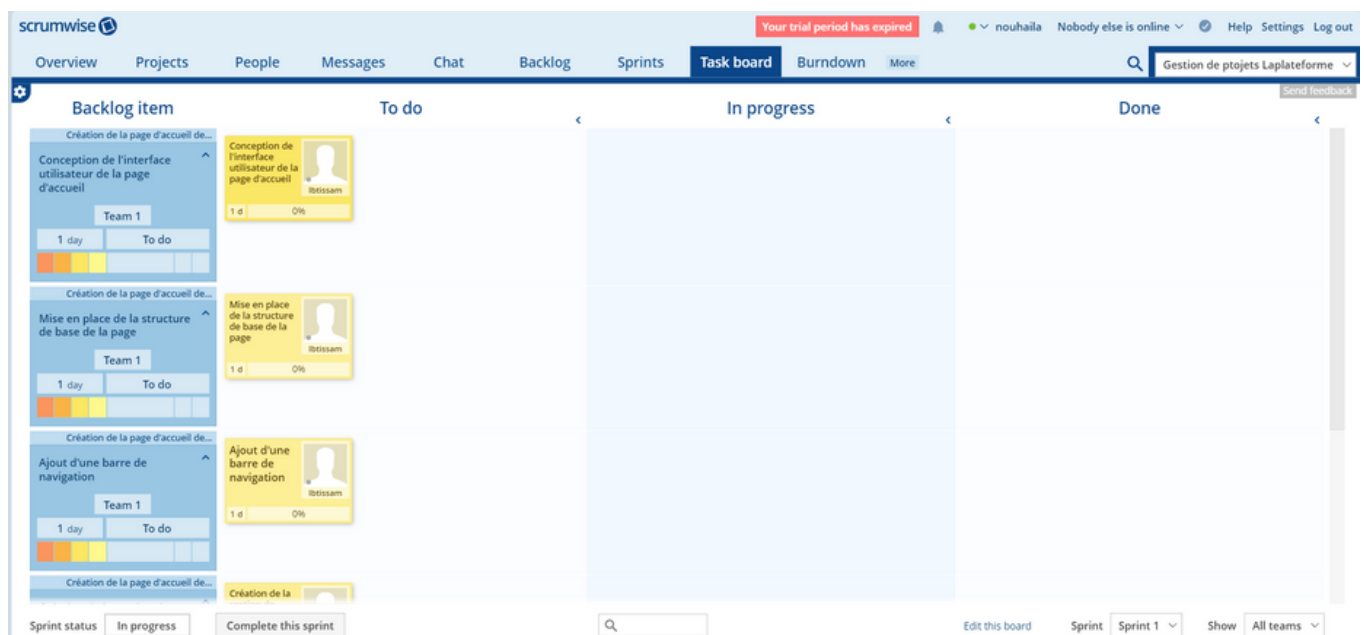 scrumwise
Your trial period has expired
nouhaila
Nobody else is online
Help Settings Log out
Overview Projects People Messages Chat Backlog Sprints Task board Burndown More
Gestion de ptojets Laplateforme
Send feedback
Backlog item
To do
In progress
Done
Création de la page d'accueil de...
Conception de l'interface
utilisateur de la page
d'accueil
Team 1
1 day
To do
Conception de
l'interface
utilisateur de la
page d'accueil
Ibtissam
1 d
0%
Création de la page d'accueil de...
Mise en place de la structure
de base de la page
Team 1
1 day
To do
Mise en place
de la structure
de base de la
page
Ibtissam
1 d
0%
Création de la page d'accueil de...
Ajout d'une barre de
navigation
Team 1
1 day
To do
Ajout d'une
barre de
navigation
Ibtissam
1 d
0%
Création de la page d'accueil de...
Création de la
Sprint status
In progress
Complete this sprint
Edit this board
Sprint
Sprint 1
Show
All teams